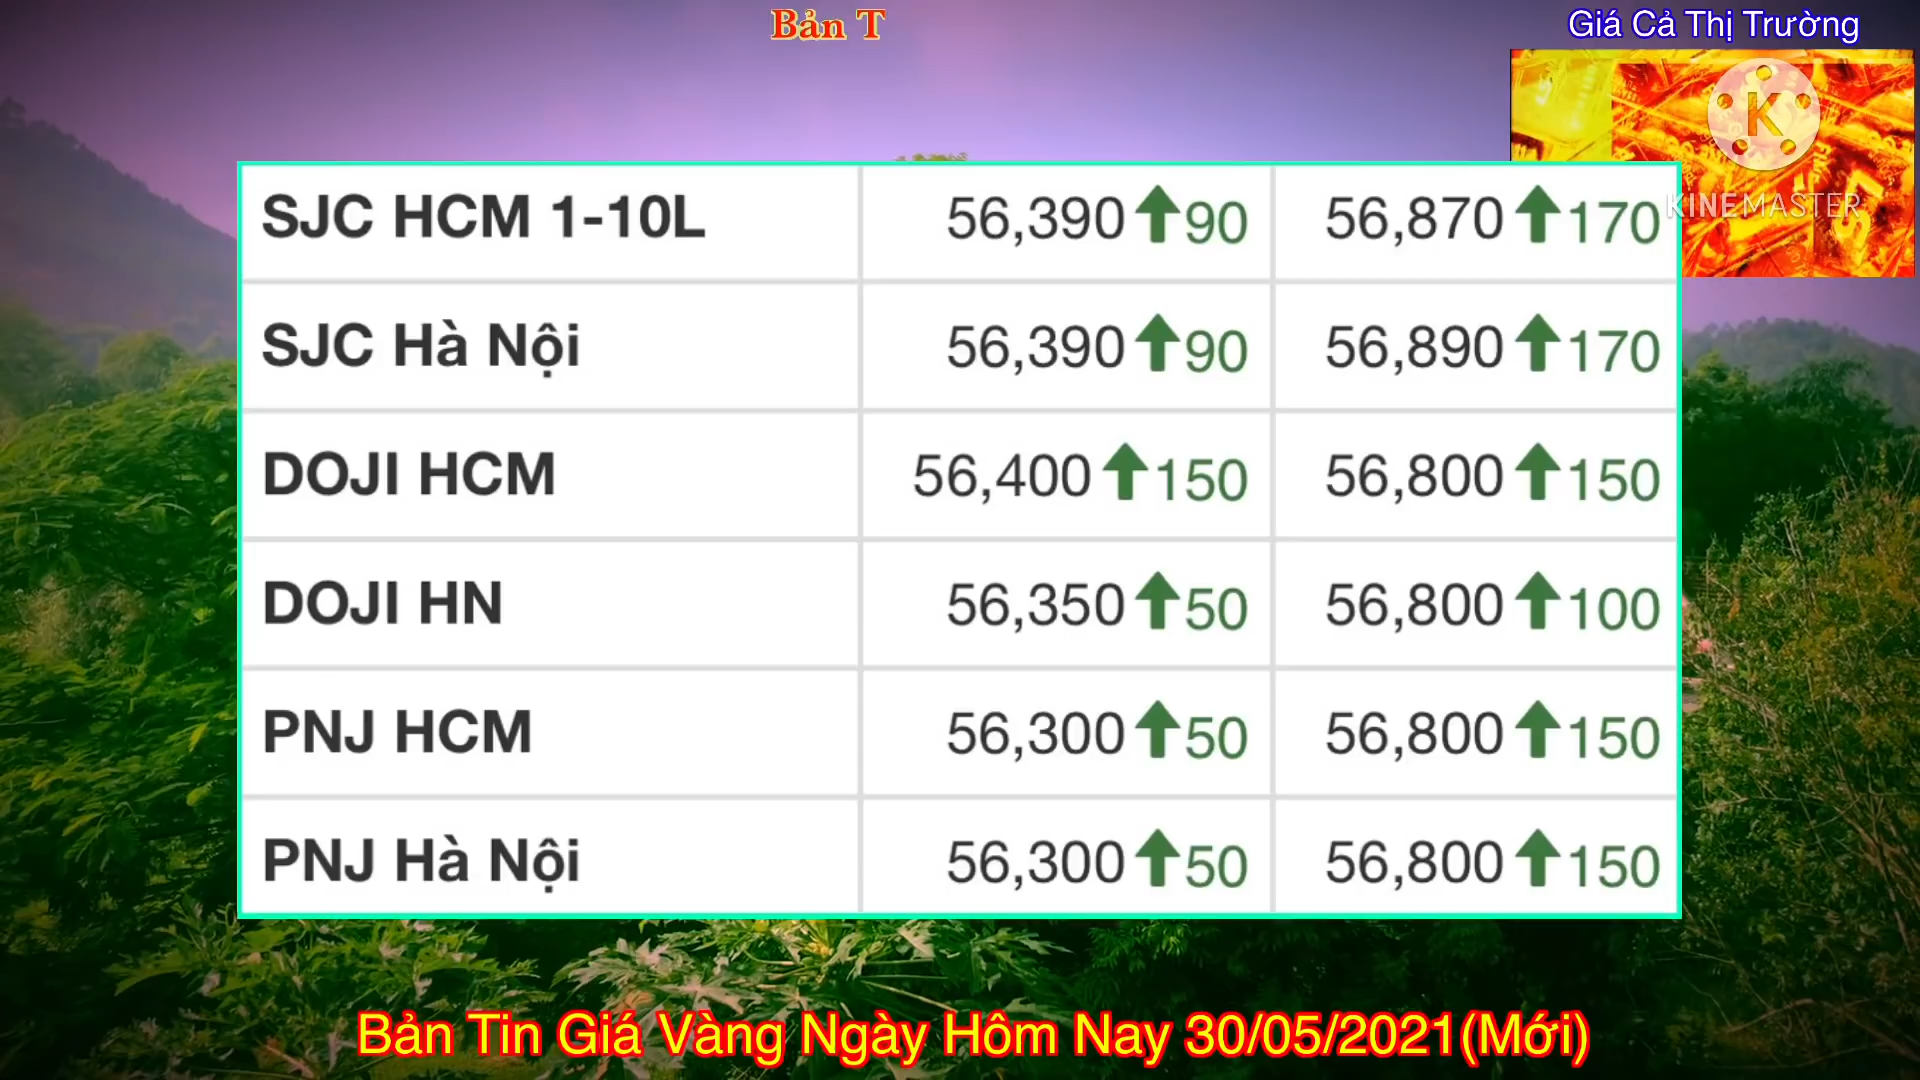 Bản T
Giá Cả Thị Trường
K
KINEMASTER
SJC HCM 1-10L 56,390 90 56,870 170
SJC Hà Nội 56,390 90 56,890 170
DOJI HCM 56,400 150 56,800 150
DOJI HN 56,350 50 56,800 100
PNJ HCM 56,300 50 56,800 150
PNJ Hà Nội 56,300 50 56,800 150
Bản Tin Giá Vàng Ngày Hôm Nay 30/05/2021(Mới)